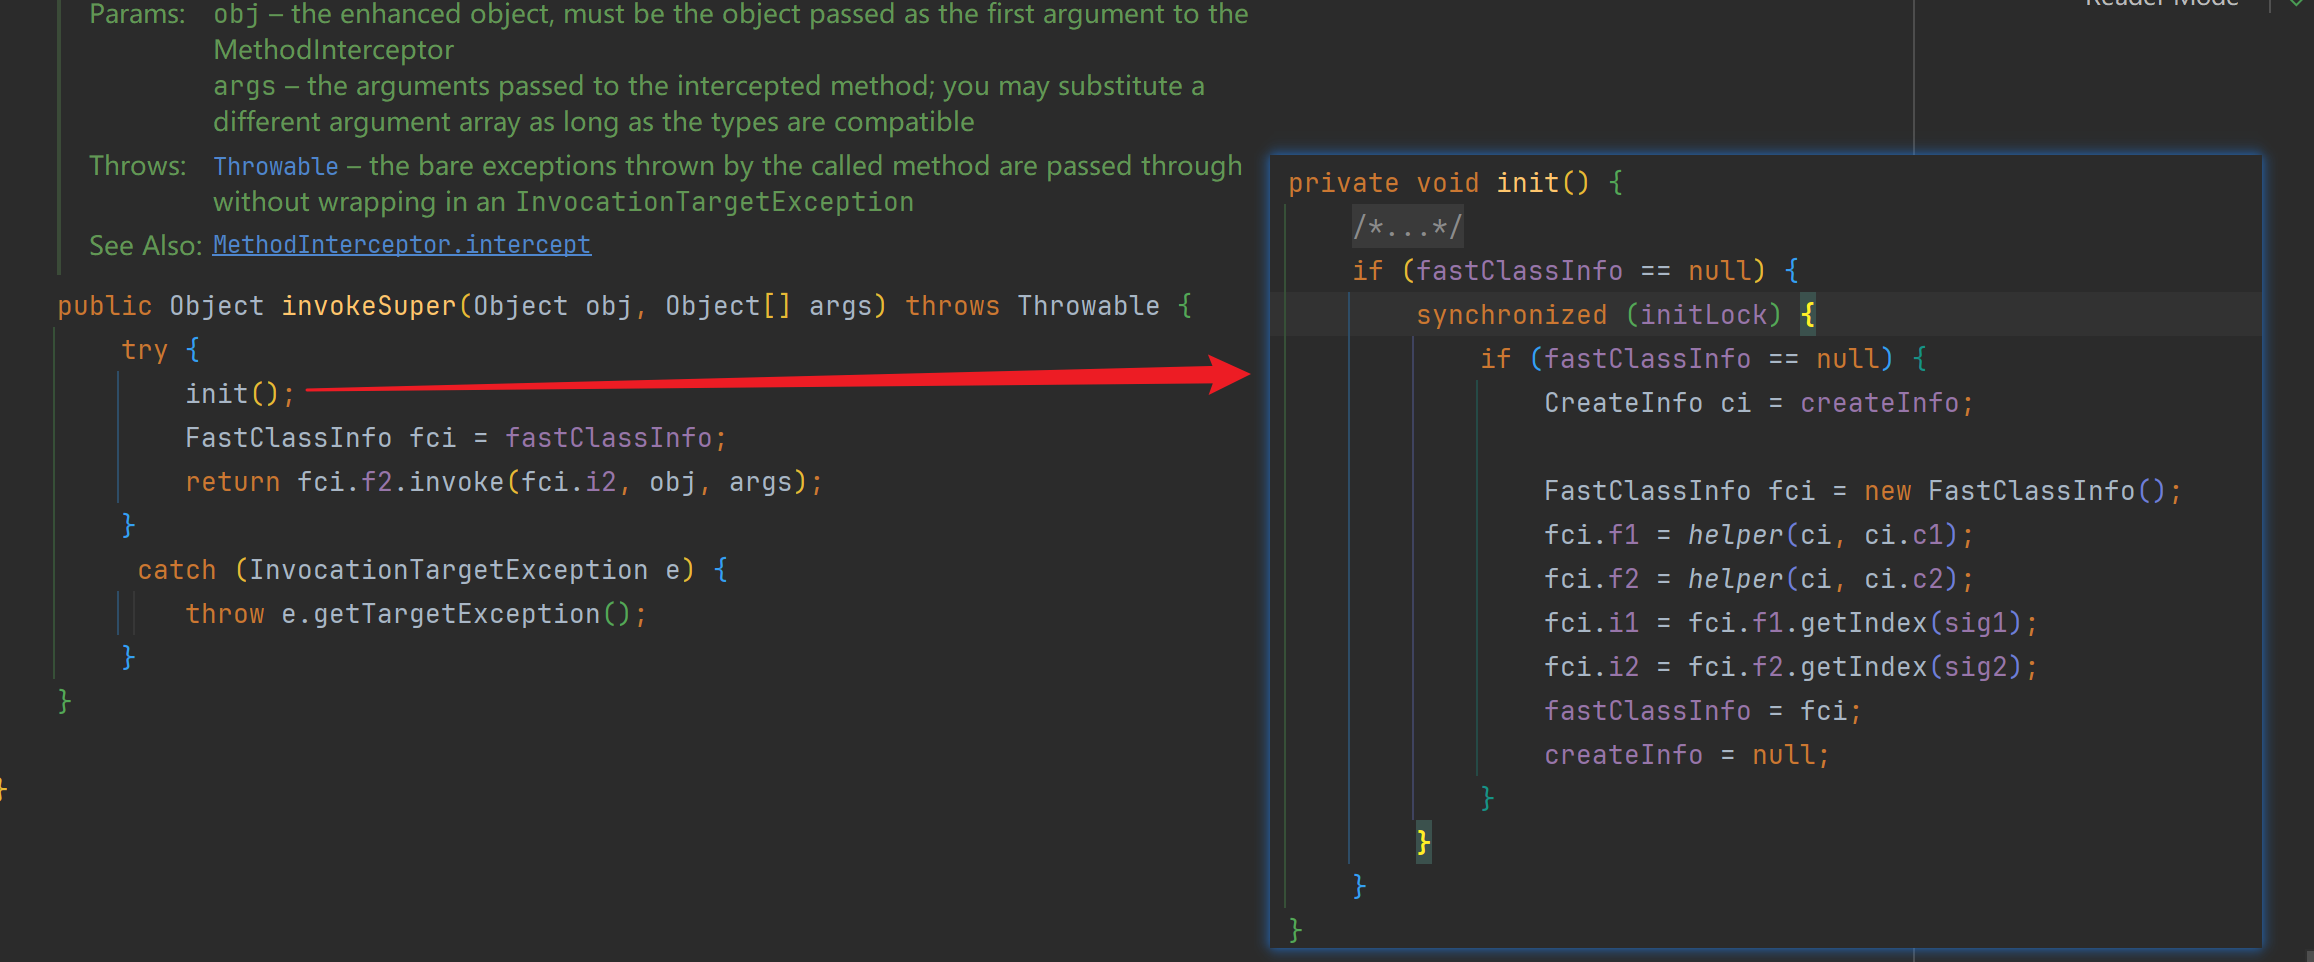 Reader Mode
Params: obj – the enhanced object, must be the object passed as the first argument to the
MethodInterceptor
args – the arguments passed to the intercepted method; you may substitute a
different argument array as long as the types are compatible
Throws: Throwable – the bare exceptions thrown by the called method are passed through
without wrapping in an InvocationTargetException
See Also: MethodInterceptor.intercept
public Object invokeSuper(Object obj, Object[] args) throws Throwable {
    try {
        init();
        FastClassInfo fci = fastClassInfo;
        return fci.f2.invoke(fci.i2, obj, args);
    }
     catch (InvocationTargetException e) {
        throw e.getTargetException();
    }
}
}
private void init() {
    /*...*/
    if (fastClassInfo == null) {
        synchronized (initLock) {
            if (fastClassInfo == null) {
                CreateInfo ci = createInfo;
                FastClassInfo fci = new FastClassInfo();
                fci.f1 = helper(ci, ci.c1);
                fci.f2 = helper(ci, ci.c2);
                fci.i1 = fci.f1.getIndex(sig1);
                fci.i2 = fci.f2.getIndex(sig2);
                fastClassInfo = fci;
                createInfo = null;
            }
        }
    }
}